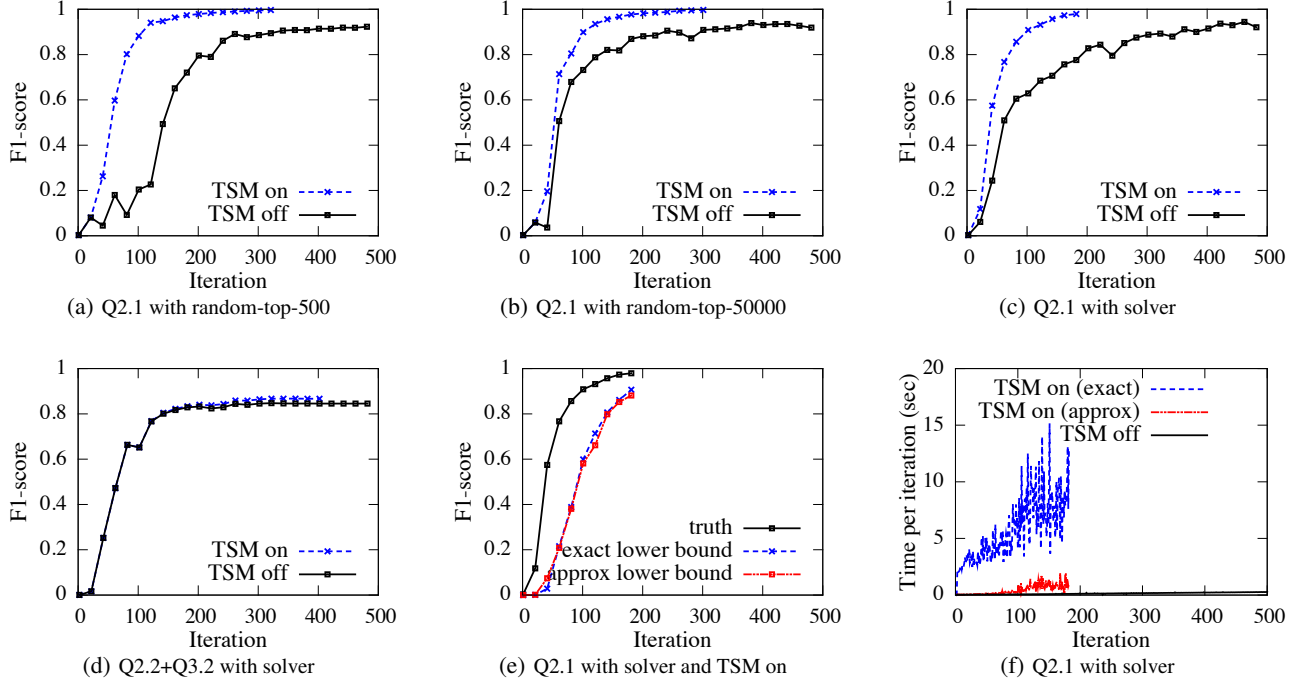 1
0.8
0.6
0.4
0.2
0
F1-score
TSM on
TSM off
0 100 200 300 400 500
Iteration
(a) Q2.1 with random-top-500
1
0.8
0.6
0.4
0.2
0
F1-score
TSM on
TSM off
0 100 200 300 400 500
Iteration
(b) Q2.1 with random-top-50000
1
0.8
0.6
0.4
0.2
0
F1-score
TSM on
TSM off
0 100 200 300 400 500
Iteration
(c) Q2.1 with solver
1
0.8
0.6
0.4
0.2
0
F1-score
TSM on
TSM off
0 100 200 300 400 500
Iteration
(d) Q2.2+Q3.2 with solver
1
0.8
0.6
0.4
0.2
0
F1-score
truth
exact lower bound
approx lower bound
0 100 200 300 400 500
Iteration
(e) Q2.1 with solver and TSM on
20
15
10
5
0
Time per iteration (sec)
TSM on (exact)
TSM on (approx)
TSM off
0 100 200 300 400 500
Iteration
(f) Q2.1 with solver